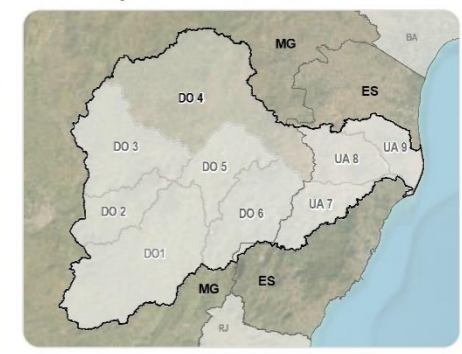 BA
MG
ES
DO 4
DO 3
DO 5
UA 9
UA 8
DO 2
DO 6
UA 7
DO1
MG
ES
RJ